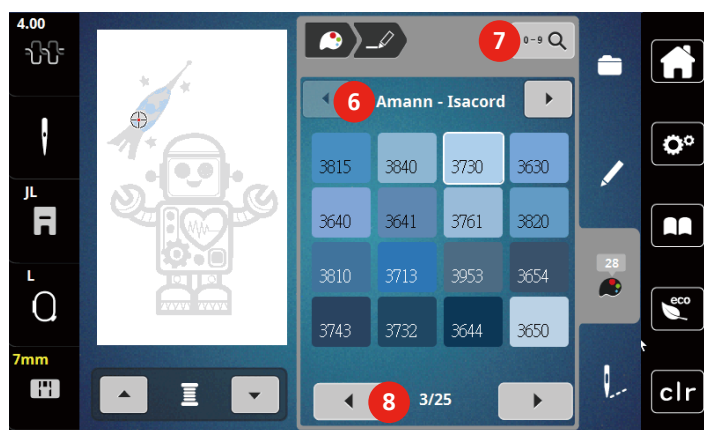 4.00
7
0-9
6
Amann - Isacord
3815 3840 3730 3630
JL
3640 3641 3761 3820
28
L
3810 3713 3953 3654
eco
3743 3732 3644 3650
7mm
8
3/25
clr